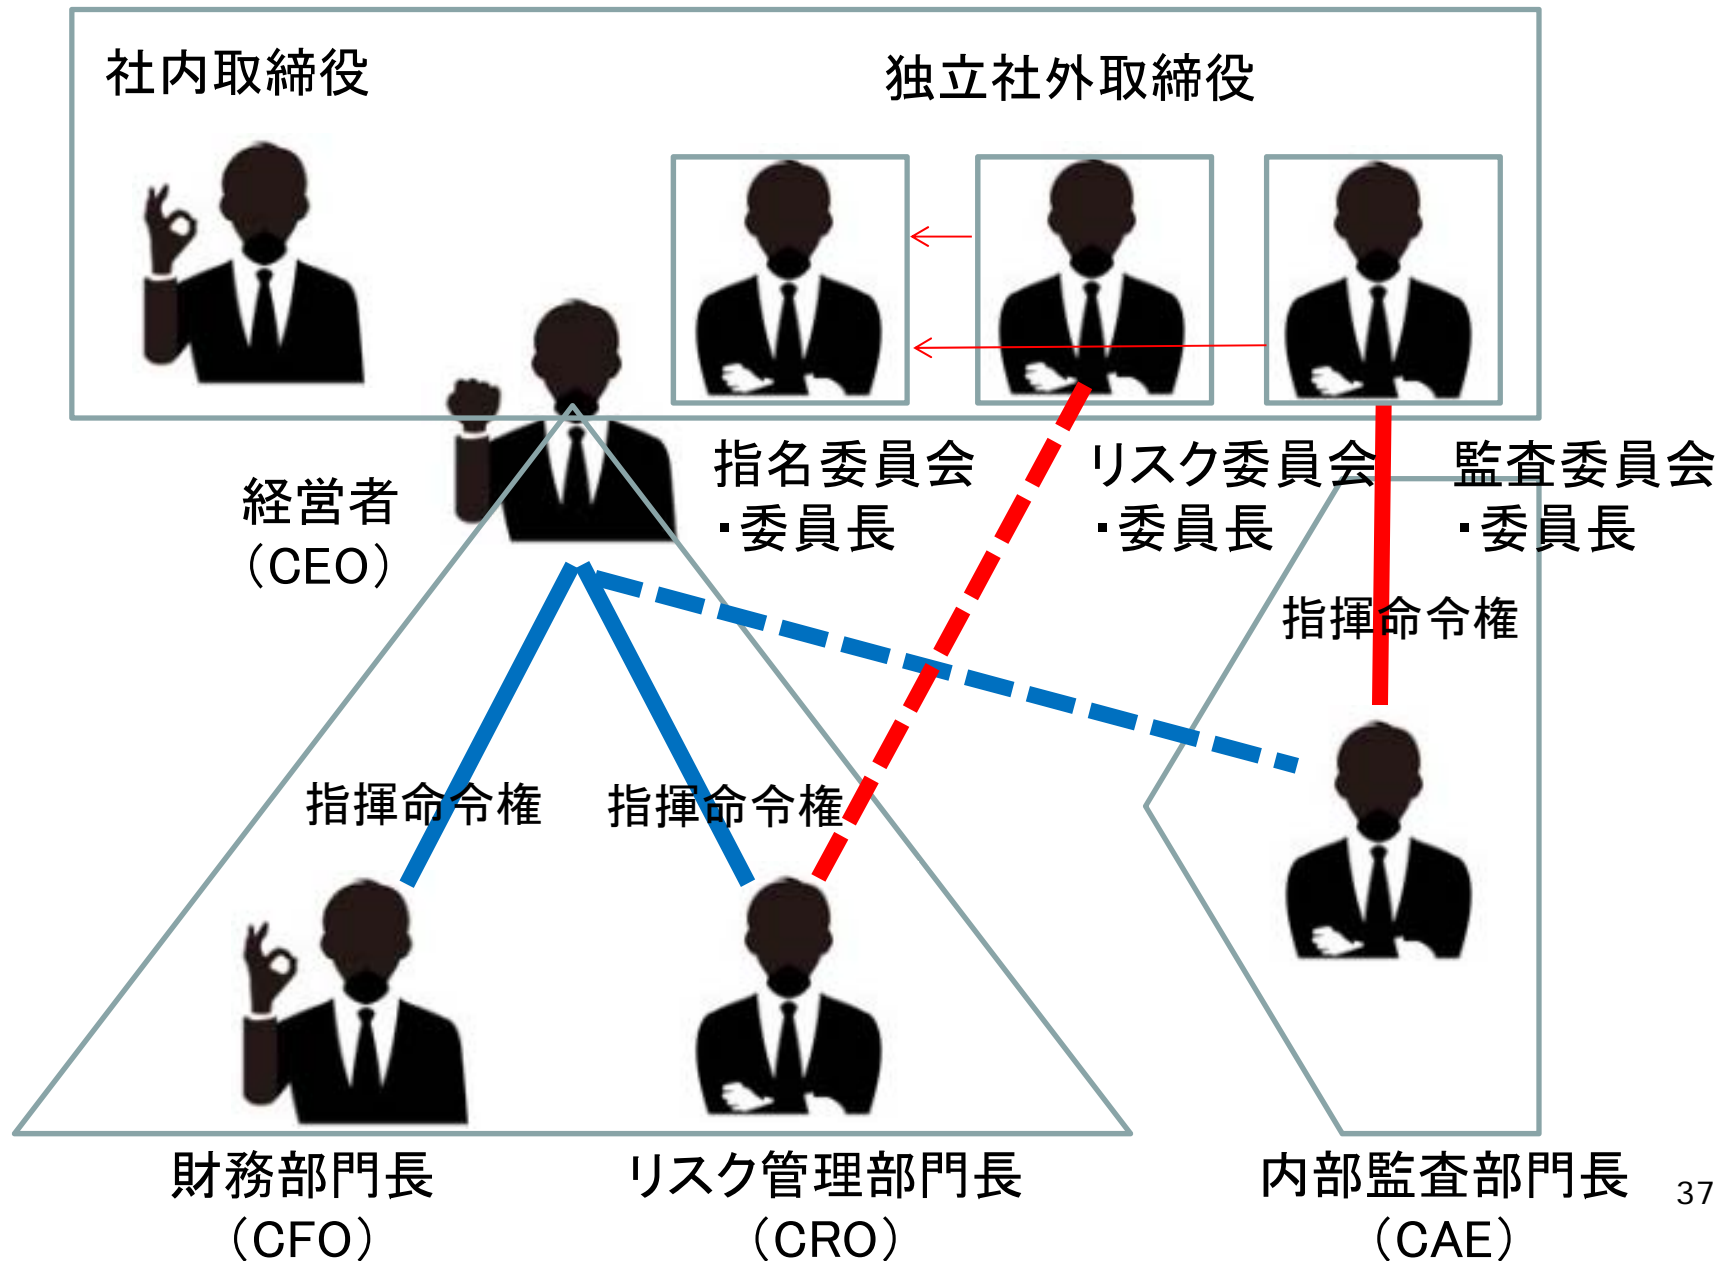 社内取締役
独立社外取締役
経営者
（CEO）
指名委員会
・委員長
リスク委員会
・委員長
監査委員会
・委員長
指揮命令権
指揮命令権
指揮命令権
財務部門長
（CFO）
リスク管理部門長
（CRO）
内部監査部門長
（CAE）
37